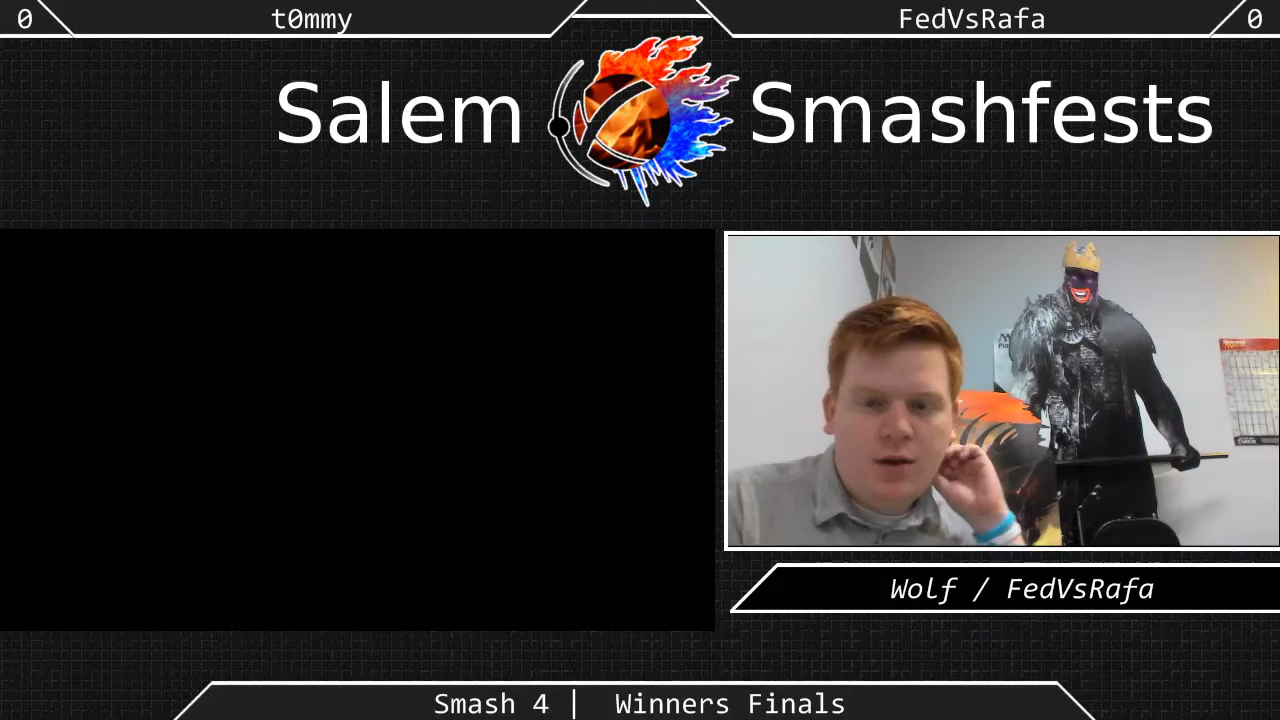 0 t0mmy FedVsRafa 0
Salem Smashfests
Wolf / FedVsRafa
Smash 4 | Winners Finals